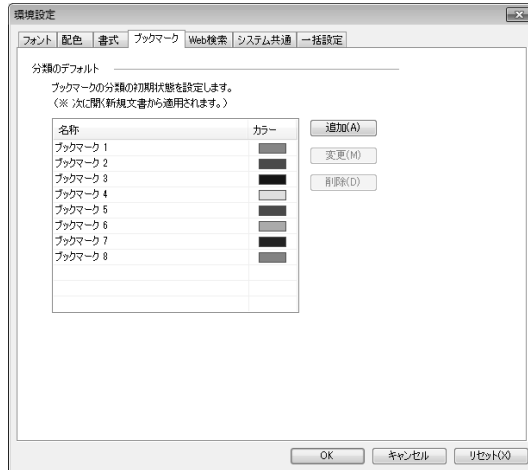 環境設定
フォント 配色 書式 ブックマーク Web検索 システム共通 一括設定
分類のデフォルト
ブックマークの分類の初期状態を設定します。
(※ 次に開く新規文書から適用されます。)
名称 カラー
ブックマーク 1
ブックマーク 2
ブックマーク 3
ブックマーク 4
ブックマーク 5
ブックマーク 6
ブックマーク 7
ブックマーク 8
追加(A)
変更(M)
削除(D)
OK キャンセル リセット(X)